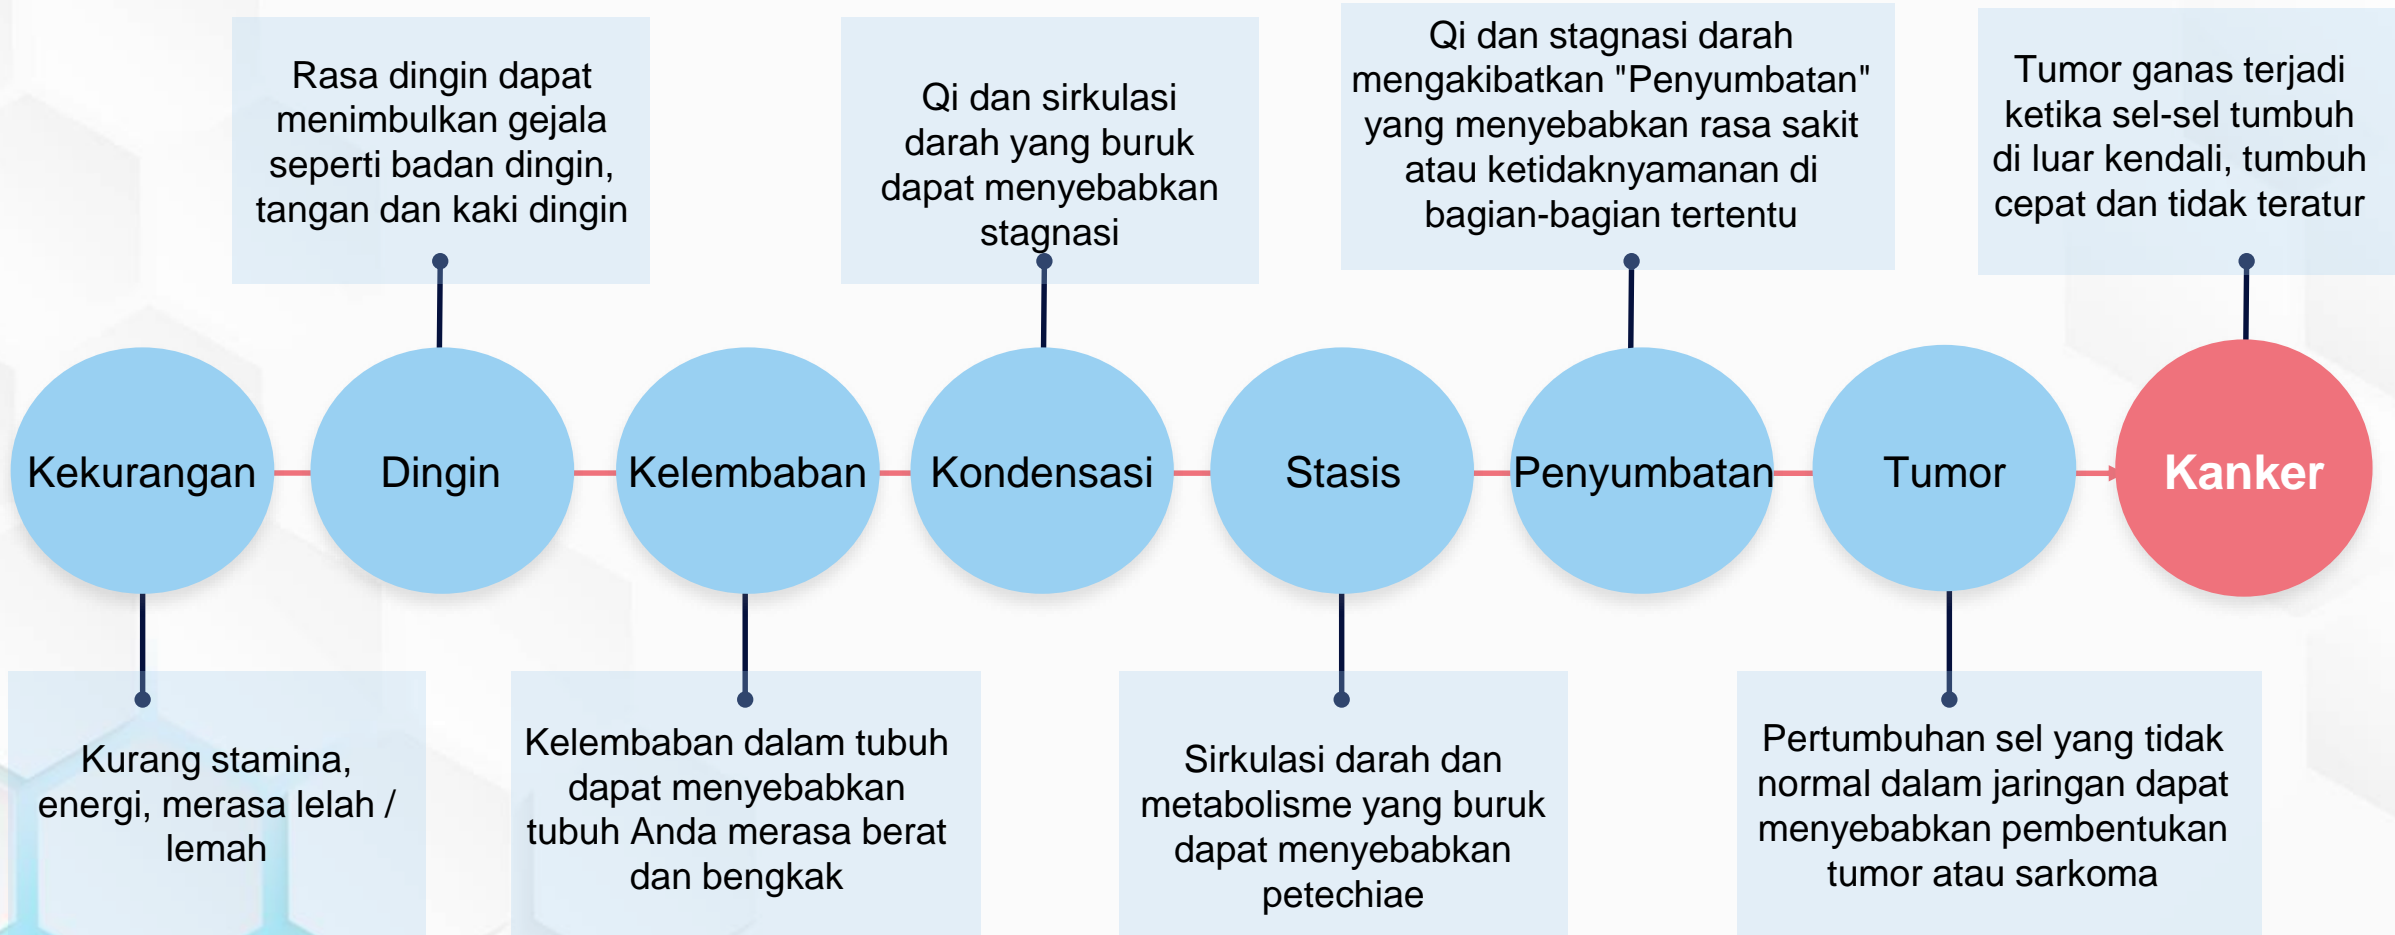 Rasa dingin dapat
menimbulkan gejala
seperti badan dingin,
tangan dan kaki dingin
Qi dan sirkulasi
darah yang buruk
dapat menyebabkan
stagnasi
Qi dan stagnasi darah
mengakibatkan "Penyumbatan"
yang menyebabkan rasa sakit
atau ketidaknyamanan di
bagian-bagian tertentu
Tumor ganas terjadi
ketika sel-sel tumbuh
di luar kendali, tumbuh
cepat dan tidak teratur
Kekurangan
Dingin
Kelembaban
Kondensasi
Stasis
Penyumbatan
Tumor
Kanker
Kurang stamina,
energi, merasa lelah /
lemah
Kelembaban dalam tubuh
dapat menyebabkan
tubuh Anda merasa berat
dan bengkak
Sirkulasi darah dan
metabolisme yang buruk
dapat menyebabkan
petechiae
Pertumbuhan sel yang tidak
normal dalam jaringan dapat
menyebabkan pembentukan
tumor atau sarkoma